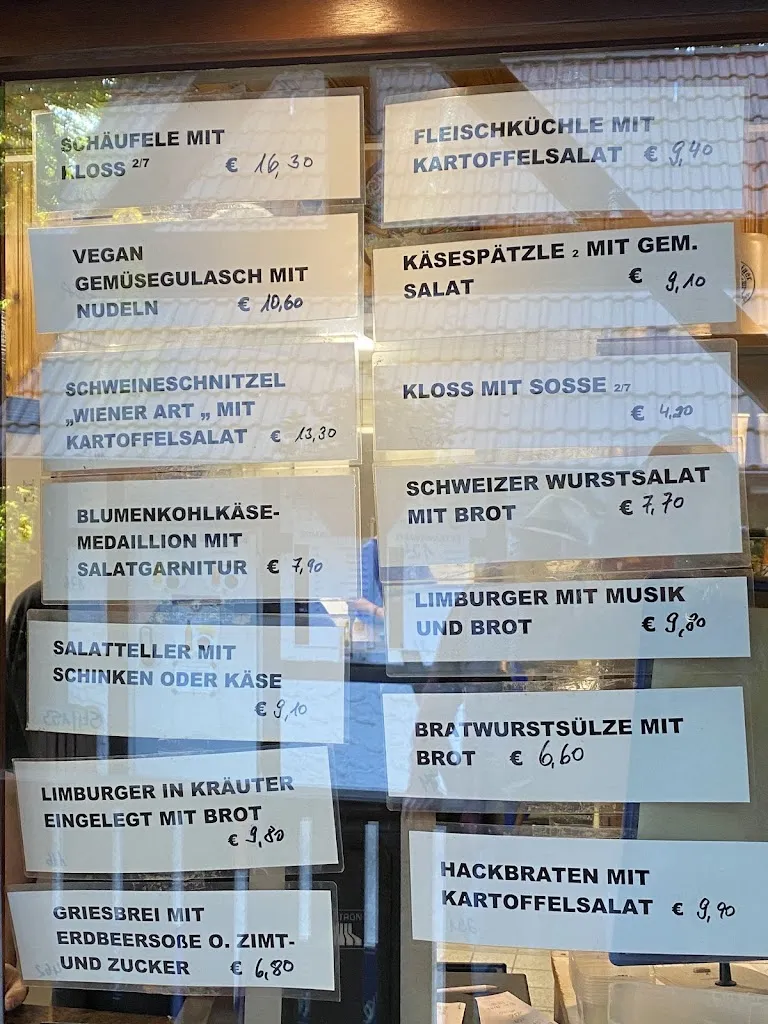 SCHÄUFELE MIT
KLOSS 2/7 € 16,30
VEGAN
GEMÜSEGULASCH MIT
NUDELN € 10,60
SCHWEINESCHNITZEL
„WIENER ART „ MIT
KARTOFFELSALAT € 13,30
BLUMENKOHLKÄSE-
MEDAILLION MIT
SALATGARNITUR € 7,90
SALATTELLER MIT
SCHINKEN ODER KÄSE
€ 9,10
LIMBURGER IN KRÄUTER
EINGELEGT MIT BROT
€ 9,80
GRIESBREI MIT
ERDBEERSOßE O. ZIMT-
UND ZUCKER € 6,80
FLEISCHKÜCHLE MIT
KARTOFFELSALAT € 9,40
KÄSESPÄTZLE 2 MIT GEM.
SALAT € 9,10
KLOSS MIT SOSSE 2/7
€ 4,20
SCHWEIZER WURSTSALAT
MIT BROT € 7,70
LIMBURGER MIT MUSIK
UND BROT €
BRATWURSTSÜLZE MIT
BROT € 6,60
HACKBRATEN MIT
KARTOFFELSALAT € 9,90